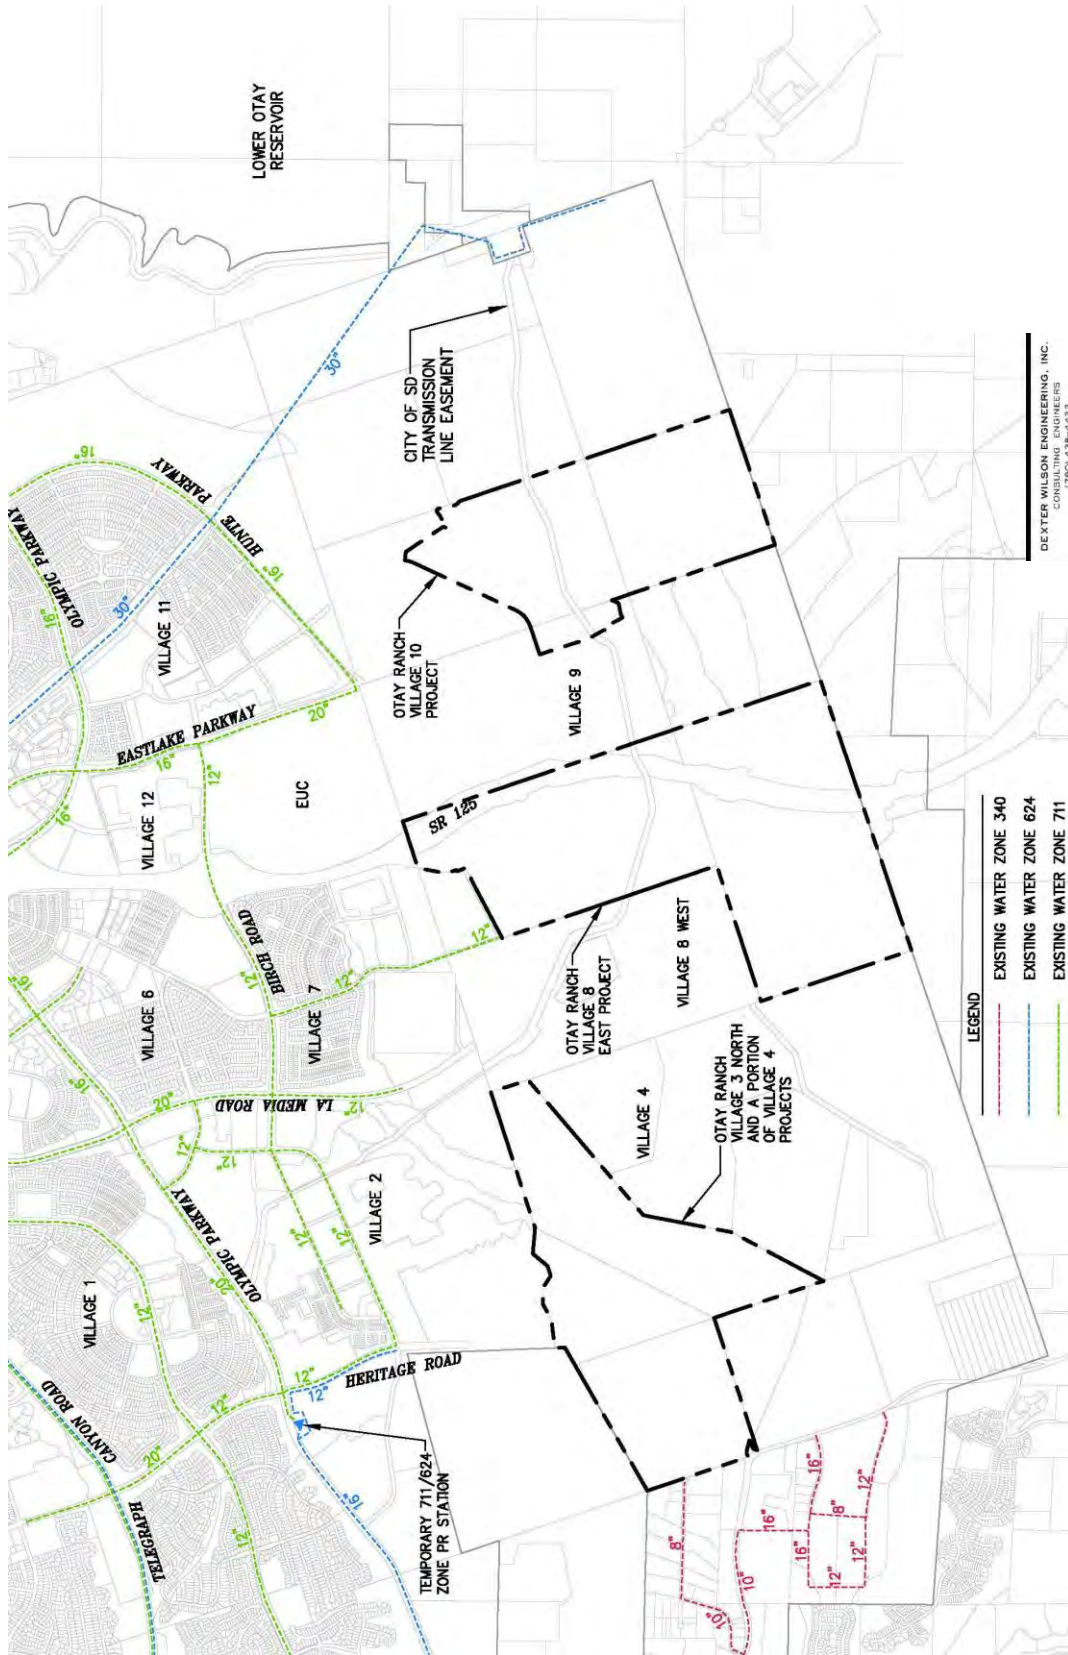 LOWER OTAY
RESERVOIR
30"
CITY OF SD
TRANSMISSION
LINE EASEMENT
16"
HUNTE
PARKWAY
16"
OLYMPIC PARKWAY
16"
30"
VILLAGE 11
OTAY RANCH
VILLAGE 10
PROJECT
20"
EASTLAKE PARKWAY
16"
12"
VILLAGE 9
EUC
VILLAGE 12
16"
SR 125
BIRCH ROAD
12"
12"
12"
VILLAGE 7
VILLAGE 6
16"
16"
OTAY RANCH
VILLAGE 8
EAST PROJECT
VILLAGE 8 WEST
LA MEDIA ROAD
20"
12"
12"
12"
VILLAGE 4
OTAY RANCH
VILLAGE 3 NORTH
AND A PORTION
OF VILLAGE 4
PROJECTS
VILLAGE 2
12"
12"
OLYMPIC PARKWAY
20"
VILLAGE 1
12"
HERITAGE ROAD
12"
12"
12"
20"
CANYON ROAD
TELEGRAPH
12"
16"
TEMPORARY 711/624
ZONE PR STATION
8"
10"
10"
16"
16"
16"
8"
12"
12"
12"
LEGEND
EXISTING WATER ZONE 340
EXISTING WATER ZONE 624
EXISTING WATER ZONE 711
DEXTER WILSON ENGINEERING, INC.
CONSULTING ENGINEERS